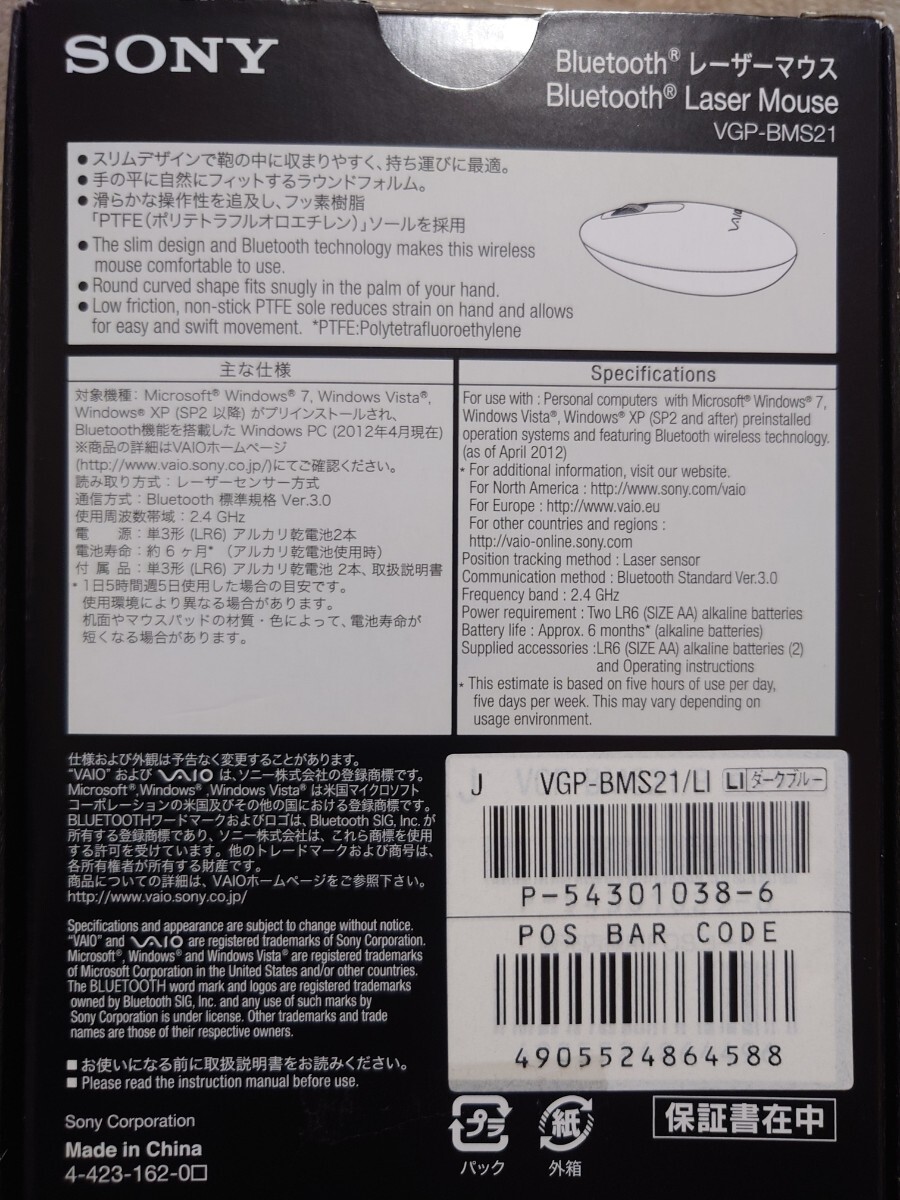 SONY
Bluetooth® レーザーマウス
Bluetooth® Laser Mouse
VGP-BMS21
● スリムデザインで鞄の中に収まりやすく、持ち運びに最適。
● 手の平に自然にフィットするラウンドフォルム。
● 滑らかな操作性を追及し、フッ素樹脂
「PTFE(ポリテトラフルオロエチレン)」ソールを採用
● The slim design and Bluetooth technology makes this wireless
mouse comfortable to use.
● Round curved shape fits snugly in the palm of your hand.
● Low friction, non-stick PTFE sole reduces strain on hand and allows
for easy and swift movement. *PTFE:Polytetrafluoroethylene
VAIO
主な仕様
対象機種: Microsoft® Windows® 7, Windows Vista®,
Windows® XP (SP2 以降) がプリインストールされ、
Bluetooth機能を搭載した Windows PC (2012年4月現在)
※商品の詳細はVAIOホームページ
(http://www.vaio.sony.co.jp/)にてご確認ください。
読み取り方式:レーザーセンサー方式
通信方式:Bluetooth 標準規格 Ver.3.0
使用周波数帯域:2.4 GHz
電 源:単3形 (LR6) アルカリ乾電池2本
電池寿命:約 6 ヶ月* (アルカリ乾電池使用時)
付 属 品:単3形 (LR6) アルカリ乾電池 2本、取扱説明書
* 1日5時間週5日使用した場合の目安です。
使用環境により異なる場合があります。
机面やマウスパッドの材質・色によって、電池寿命が
短くなる場合があります。
Specifications
For use with : Personal computers with Microsoft® Windows® 7,
Windows Vista®, Windows® XP (SP2 and after) preinstalled
operation systems and featuring Bluetooth wireless technology.
(as of April 2012)
* For additional information, visit our website.
For North America : http://www.sony.com/vaio
For Europe : http://www.vaio.eu
For other countries and regions :
http://vaio-online.sony.com
Position tracking method : Laser sensor
Communication method : Bluetooth Standard Ver.3.0
Frequency band : 2.4 GHz
Power requirement : Two LR6 (SIZE AA) alkaline batteries
Battery life : Approx. 6 months* (alkaline batteries)
Supplied accessories :LR6 (SIZE AA) alkaline batteries (2)
and Operating instructions
* This estimate is based on five hours of use per day,
five days per week. This may vary depending on
usage environment.
仕様および外観は予告なく変更することがあります。
"VAIO" および VAIO は、ソニー株式会社の登録商標です。
Microsoft®,Windows® ,Windows Vista® は米国マイクロソフト
コーポレーションの米国及びその他の国における登録商標です。
BLUETOOTHワードマークおよびロゴは、Bluetooth SIG, Inc. が
所有する登録商標であり、ソニー株式会社は、これら商標を使用
する許可を受けています。他のトレードマークおよび商号は、
各所有権者が所有する財産です。
商品についての詳細は、VAIOホームページをご参照下さい。
http://www.vaio.sony.co.jp/
Specifications and appearance are subject to change without notice.
"VAIO" and VAIO are registered trademarks of Sony Corporation.
Microsoft®, Windows® and Windows Vista® are registered trademarks
of Microsoft Corporation in the United States and/or other countries.
The BLUETOOTH word mark and logos are registered trademarks
owned by Bluetooth SIG, Inc. and any use of such marks by
Sony Corporation is under license. Other trademarks and trade
names are those of their respective owners.
■ お使いになる前に取扱説明書をお読みください。
■ Please read the instruction manual before use.
Sony Corporation
Made in China
4-423-162-0□
J VGP-BMS21/LI LI ダークブルー
P-54301038-6
POS BAR CODE
4905524864588
プラ
パック
紙
外箱
保証書在中